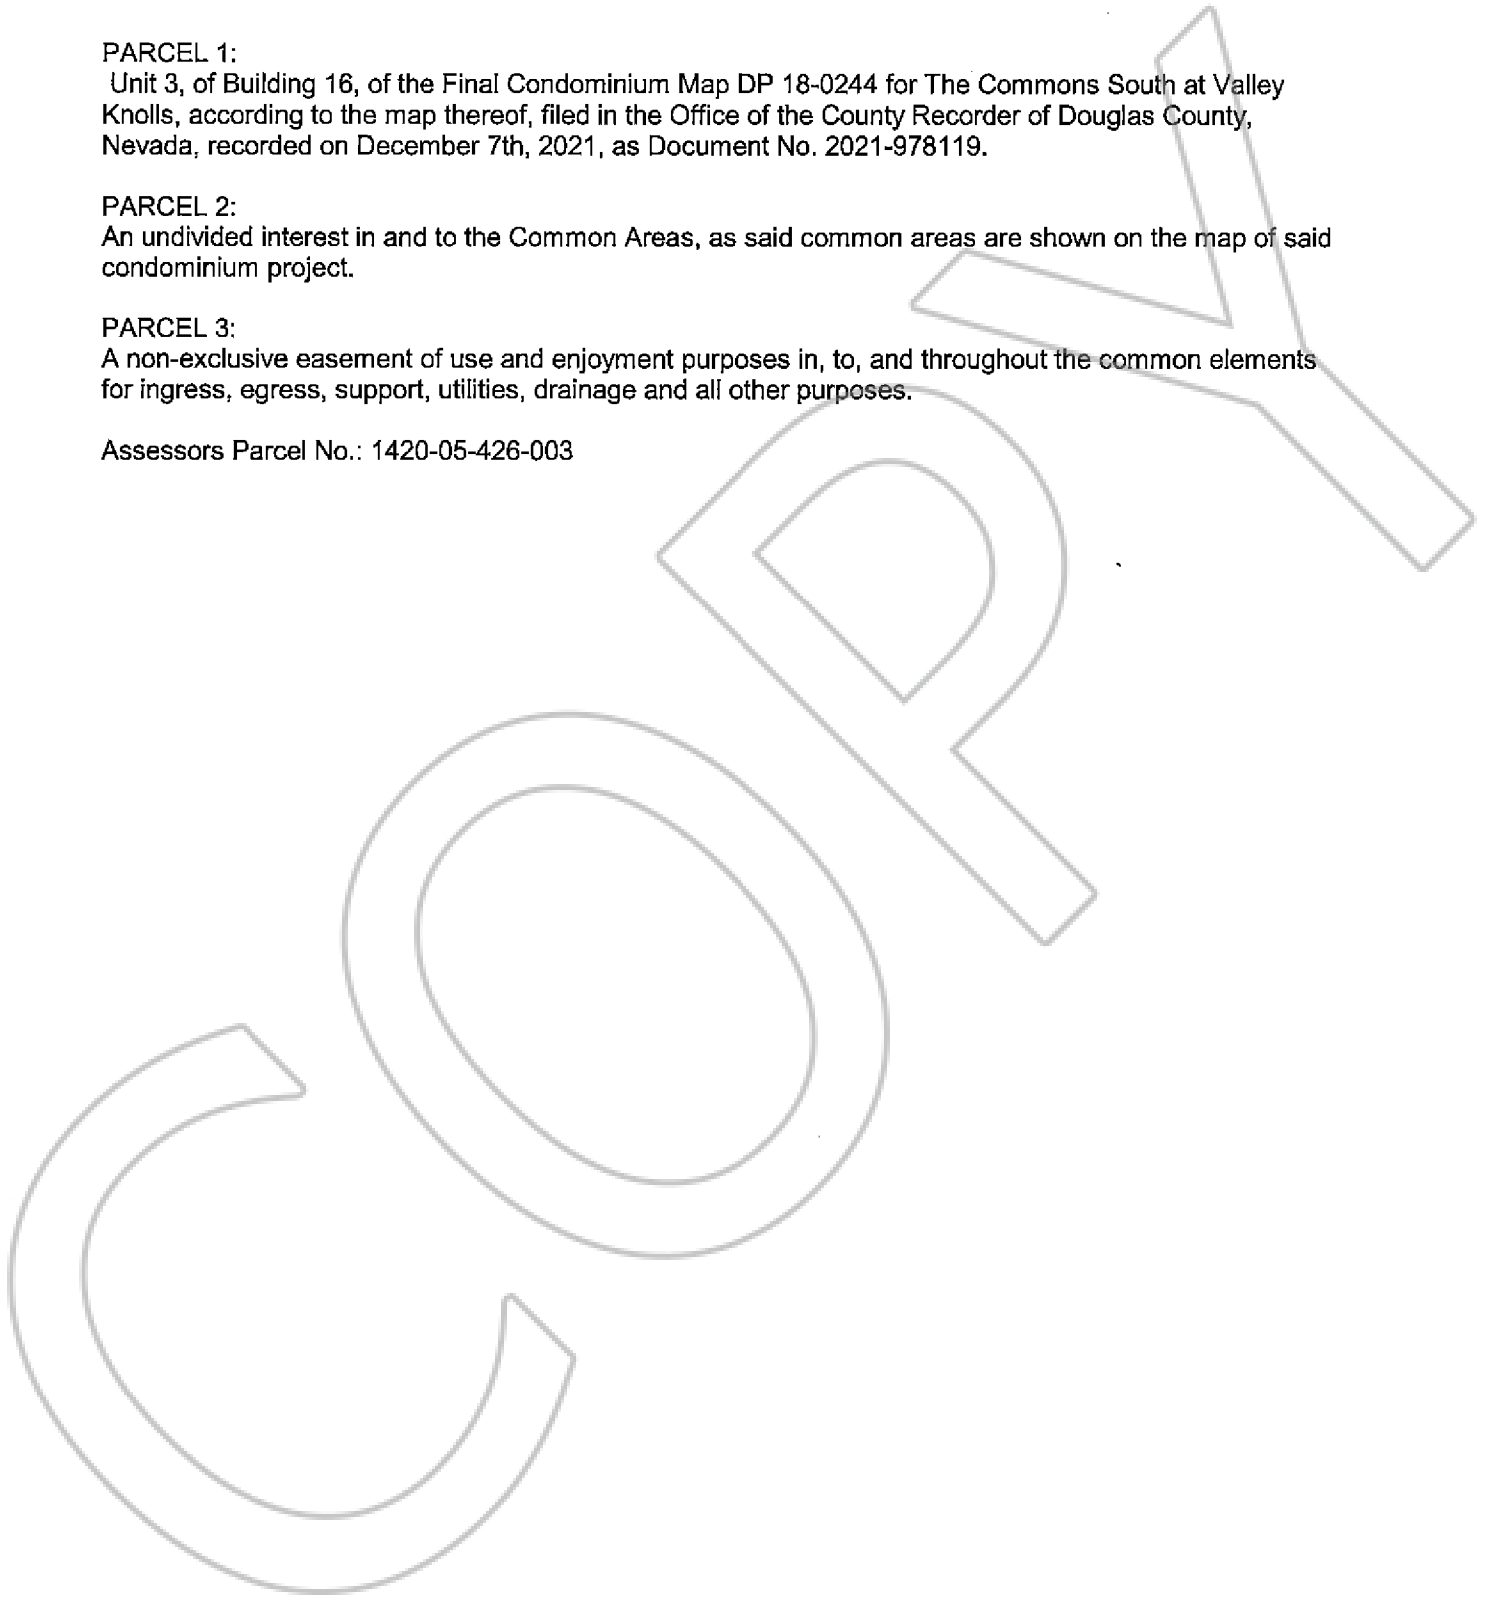 PARCEL 1:
Unit 3, of Building 16, of the Final Condominium Map DP 18-0244 for The Commons South at Valley
Knolls, according to the map thereof, filed in the Office of the County Recorder of Douglas County,
Nevada, recorded on December 7th, 2021, as Document No. 2021-978119.
PARCEL 2:
An undivided interest in and to the Common Areas, as said common areas are shown on the map of said
condominium project.
PARCEL 3:
A non-exclusive easement of use and enjoyment purposes in, to, and throughout the common elements
for ingress, egress, support, utilities, drainage and all other purposes.
Assessors Parcel No.: 1420-05-426-003
COPY